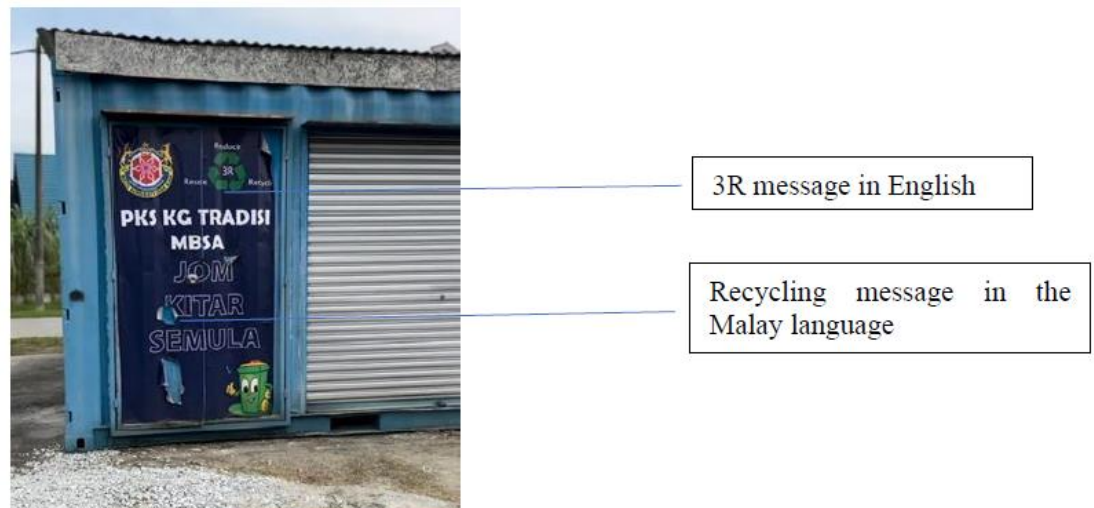 Reduce
3R
Reuse
Recycle
PKS KG TRADISI
MBSA
JOM
KITAR
SEMULA
3R message in English
Recycling message in the
Malay language